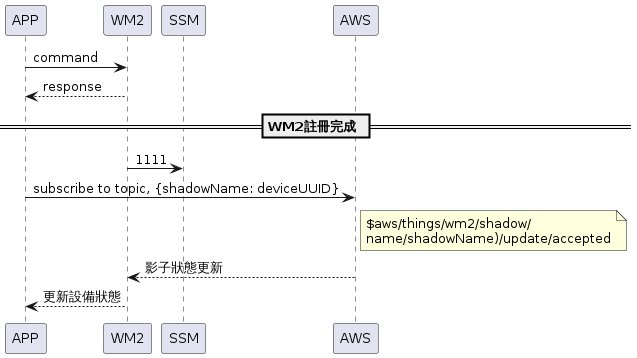 APP WM2 SSM AWS
command
response
WM2註冊完成
1111
subscribe to topic, {shadowName: deviceUUID}
$aws/things/wm2/shadow/
name/shadowName)/update/accepted
影子狀態更新
更新設備狀態
APP WM2 SSM AWS